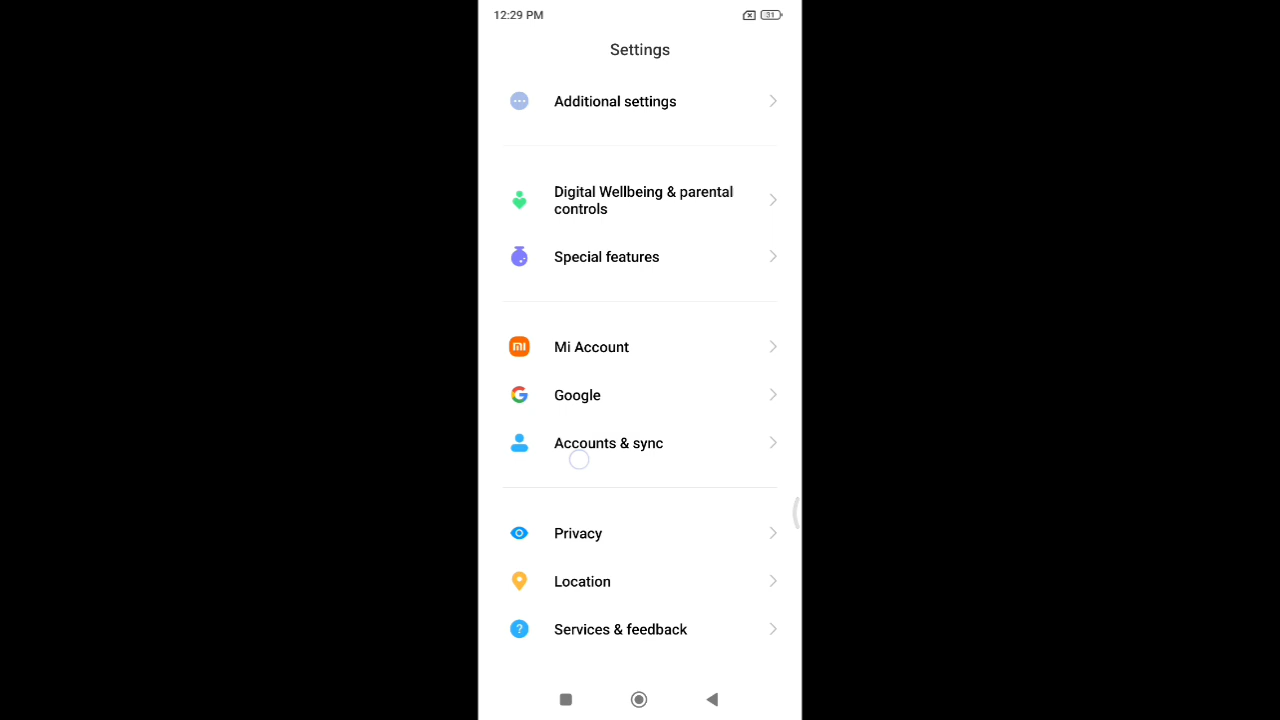 12:29 PM
31
Settings
Additional settings
Digital Wellbeing & parental
controls
Special features
Mi Account
Google
Accounts & sync
Privacy
Location
Services & feedback